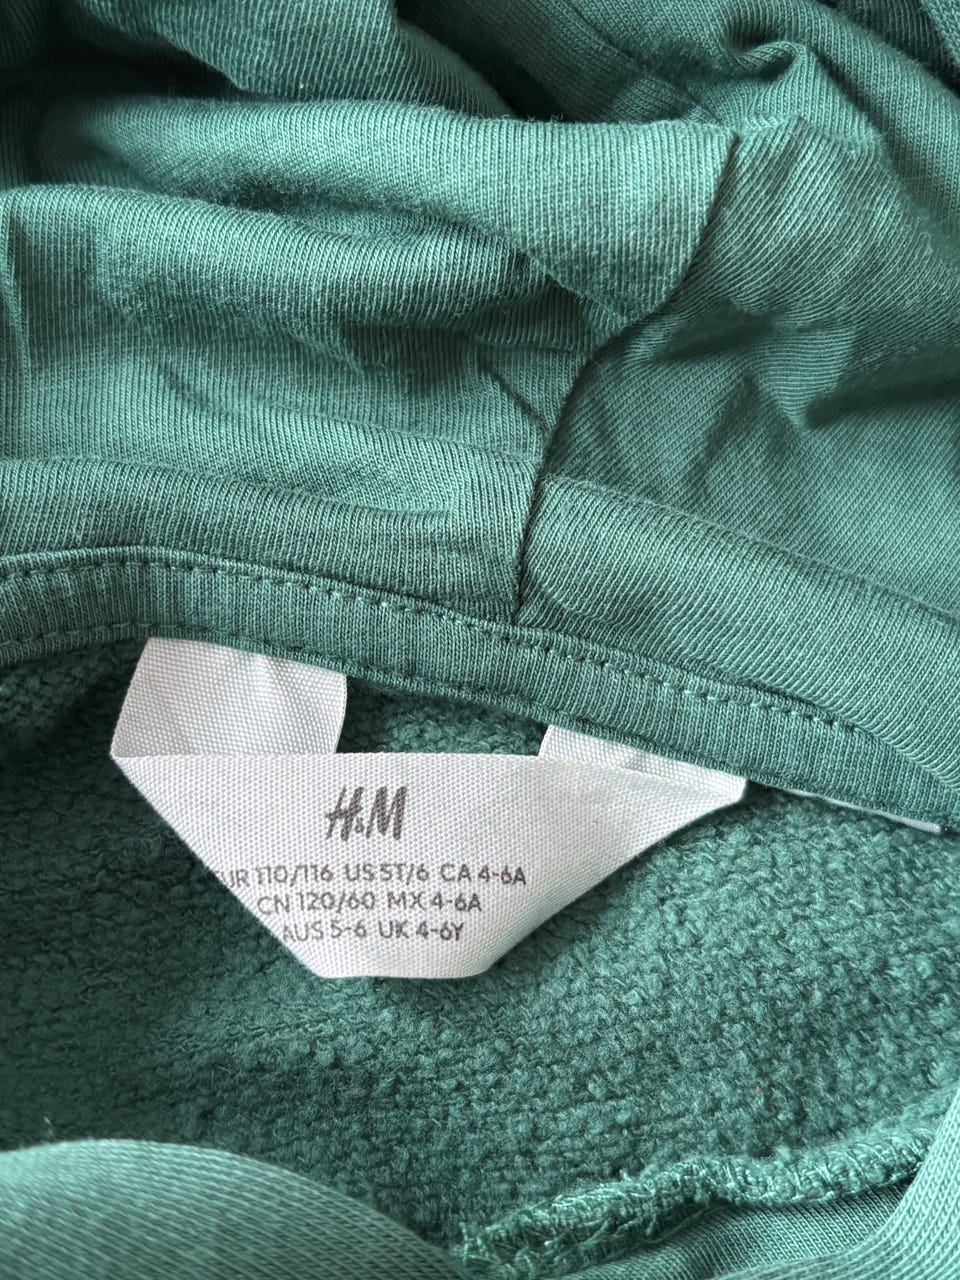 H&M
EUR 110/116 US 5T/6 CA 4-6A
CN 120/60 MX 4-6A
AUS 5-6 UK 4-6Y